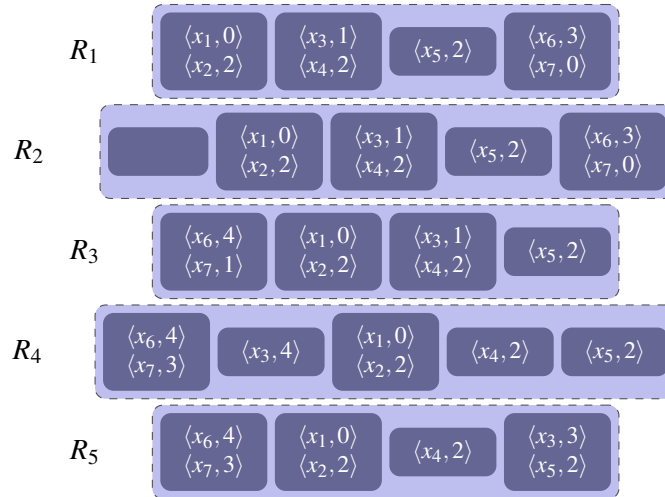 R₁ ⟨x₁, 0⟩ ⟨x₃, 1⟩ ⟨x₅, 2⟩ ⟨x₆, 3⟩
⟨x₂, 2⟩ ⟨x₄, 2⟩ ⟨x₇, 0⟩
R₂ ⟨x₁, 0⟩ ⟨x₃, 1⟩ ⟨x₅, 2⟩ ⟨x₆, 3⟩
⟨x₂, 2⟩ ⟨x₄, 2⟩ ⟨x₇, 0⟩
R₃ ⟨x₆, 4⟩ ⟨x₁, 0⟩ ⟨x₃, 1⟩ ⟨x₅, 2⟩
⟨x₇, 1⟩ ⟨x₂, 2⟩ ⟨x₄, 2⟩
R₄ ⟨x₆, 4⟩ ⟨x₃, 4⟩ ⟨x₁, 0⟩ ⟨x₄, 2⟩ ⟨x₅, 2⟩
⟨x₇, 3⟩ ⟨x₂, 2⟩
R₅ ⟨x₆, 4⟩ ⟨x₁, 0⟩ ⟨x₄, 2⟩ ⟨x₃, 3⟩
⟨x₇, 3⟩ ⟨x₂, 2⟩ ⟨x₅, 2⟩